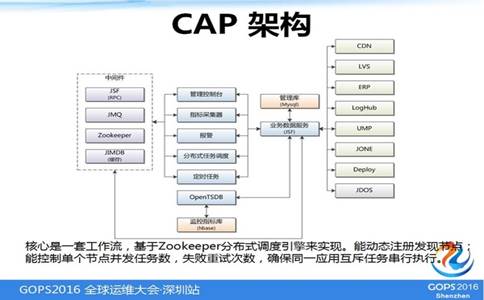 CAP 架构
中间件
JSF
(RPC)
JMQ
Zookeeper
JIMDB
(缓存)
管理控制台
指标采集器
报警
分布式任务调度
定时任务
OpenTSDB
监控指标库
(hbase)
管理库
(Mysql)
业务数据服务
(JSF)
CDN
LVS
ERP
LogHub
UMP
JONE
Deploy
JDOS
核心是一套工作流，基于Zookeeper分布式调度引擎来实现。能动态注册发现节点；
能控制单个节点并发任务数，失败重试次数，确保同一应用互斥任务串行执行。
GOPS2016 全球运维大会·深圳站
GOPS2016
Shenzhen